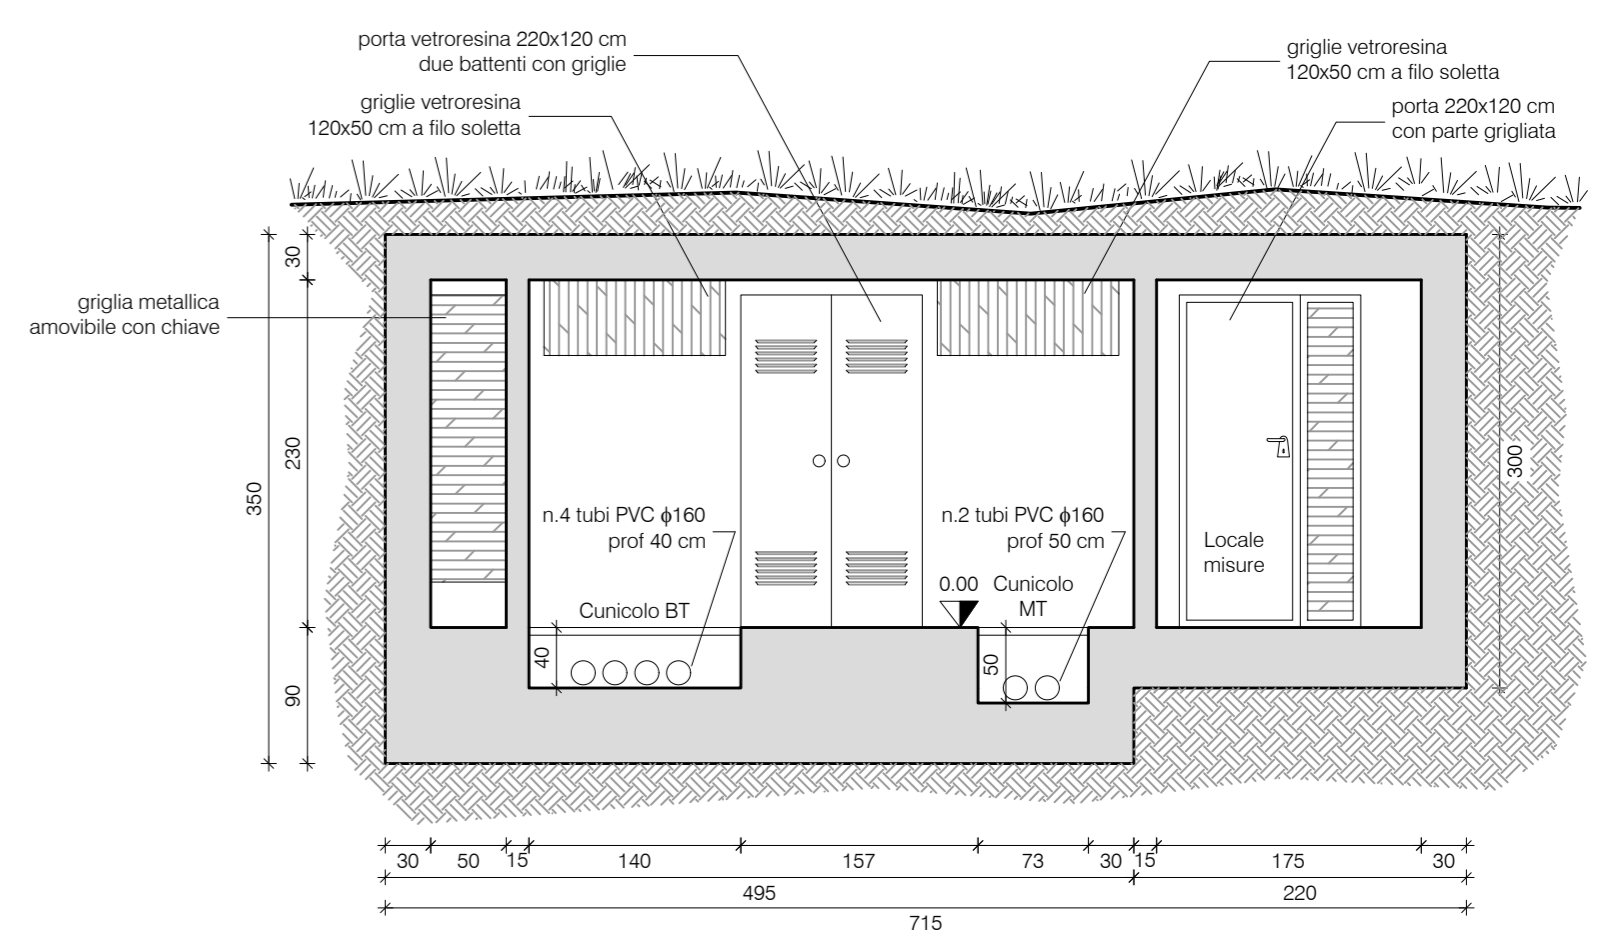 porta vetroresina 220x120 cm
due battenti con griglie
griglie vetroresina
120x50 cm a filo soletta
griglie vetroresina
120x50 cm a filo soletta
porta 220x120 cm
con parte grigliata
griglia metallica
amovibile con chiave
30
230
350
90
300
n.4 tubi PVC ϕ160
prof 40 cm
n.2 tubi PVC ϕ160
prof 50 cm
Locale
misure
0.00
Cunicolo
MT
Cunicolo BT
40
50
30 50 15 140 157 73 30 15 175 30
495 220
715